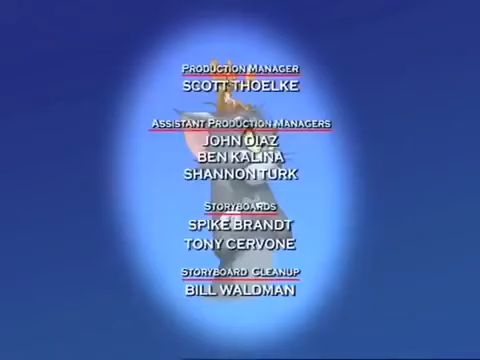 PRODUCTION MANAGER
SCOTT THOELKE
ASSISTANT PRODUCTION MANAGERS
JOHN DIAZ
BEN KALINA
SHANNON TURK
STORYBOARDS
SPIKE BRANDT
TONY CERVONE
STORYBOARD CLEANUP
BILL WALDMAN